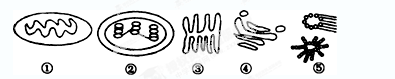 ① ② ③ ④ ⑤